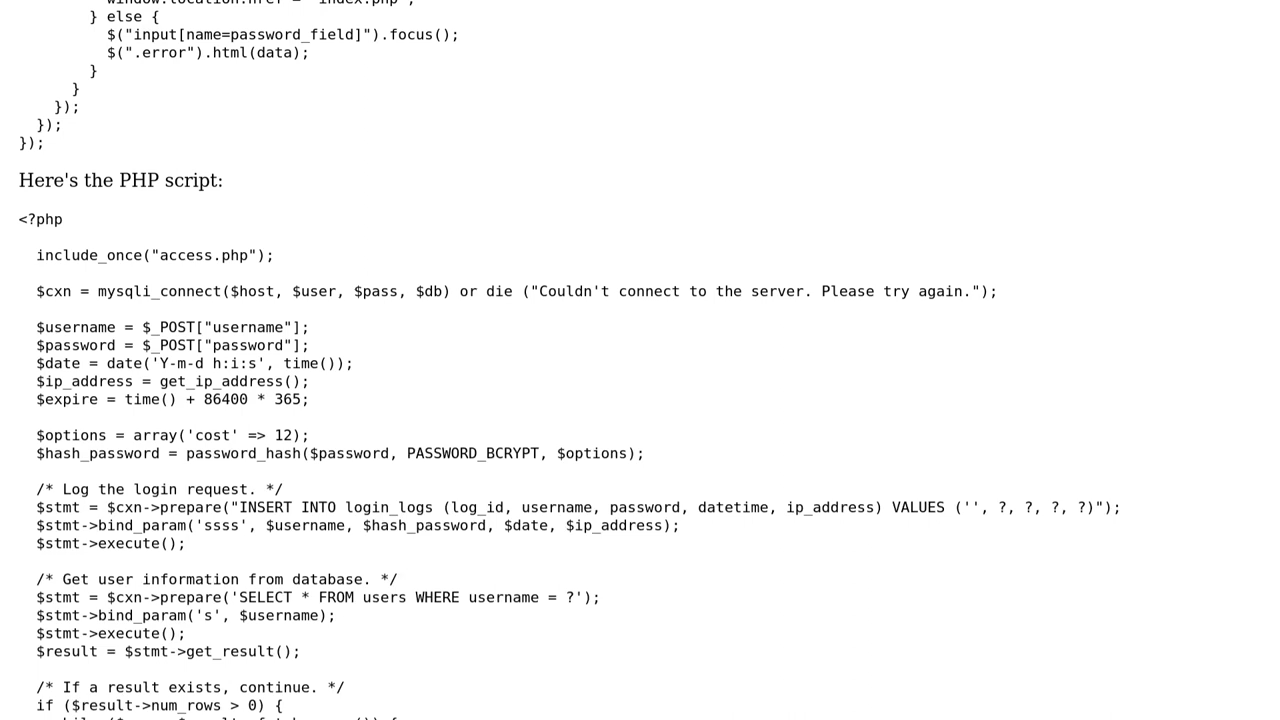 window.location.href = "index.php";
} else {
$("input[name=password_field]").focus();
$(".error").html(data);
}
}
});
});
});
Here's the PHP script:
<?php
include_once("access.php");
$cxn = mysqli_connect($host, $user, $pass, $db) or die ("Couldn't connect to the server. Please try again.");
$username = $_POST["username"];
$password = $_POST["password"];
$date = date('Y-m-d h:i:s', time());
$ip_address = get_ip_address();
$expire = time() + 86400 * 365;
$options = array('cost' => 12);
$hash_password = password_hash($password, PASSWORD_BCRYPT, $options);
/* Log the login request. */
$stmt = $cxn->prepare("INSERT INTO login_logs (log_id, username, password, datetime, ip_address) VALUES ('', ?, ?, ?, ?)");
$stmt->bind_param('ssss', $username, $hash_password, $date, $ip_address);
$stmt->execute();
/* Get user information from database. */
$stmt = $cxn->prepare('SELECT * FROM users WHERE username = ?');
$stmt->bind_param('s', $username);
$stmt->execute();
$result = $stmt->get_result();
/* If a result exists, continue. */
if ($result->num_rows > 0) {